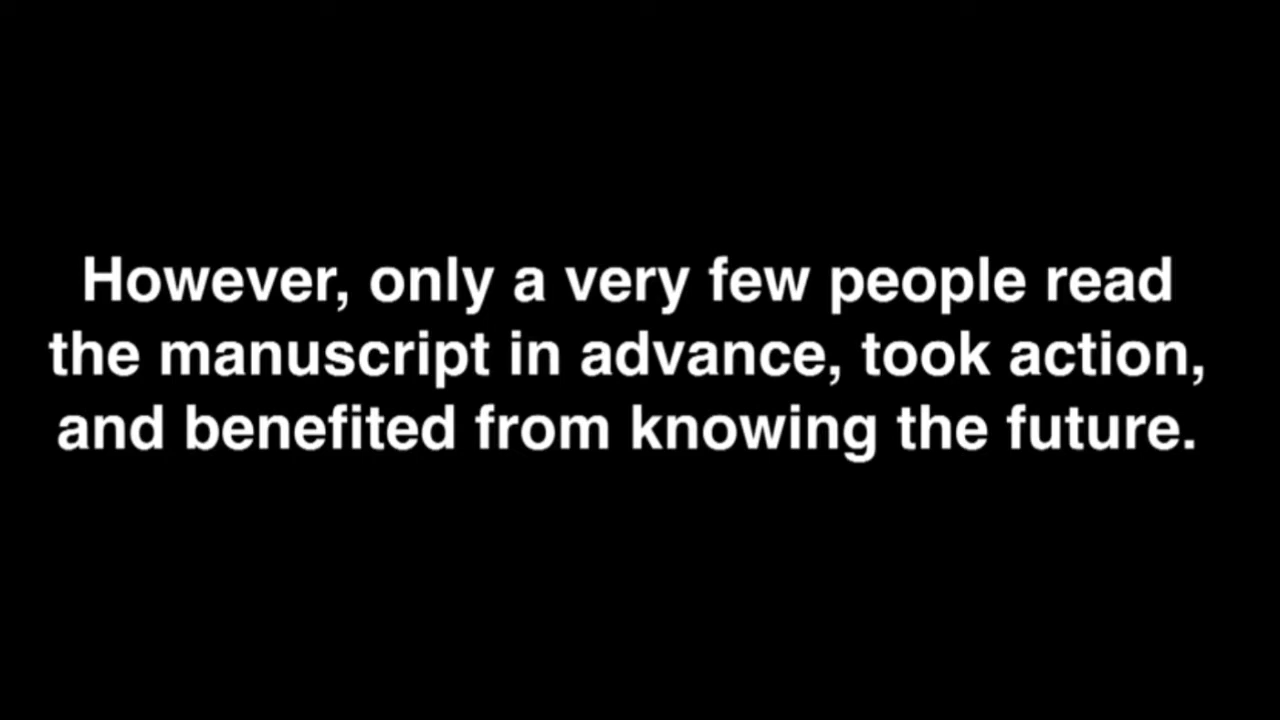 However, only a very few people read
the manuscript in advance, took action,
and benefited from knowing the future.